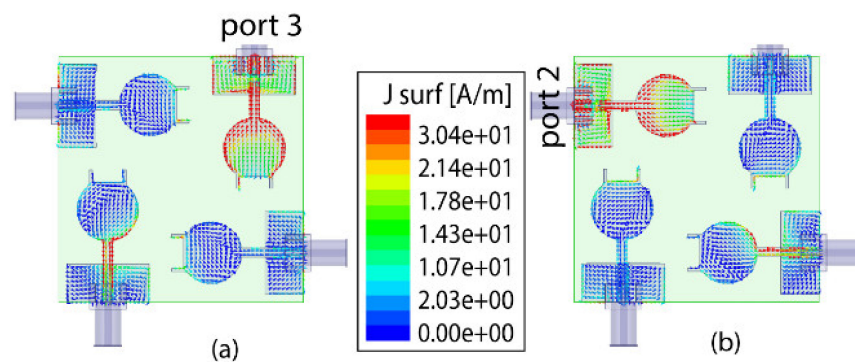 port 3
J surf [A/m]
3.04e+01
2.14e+01
1.78e+01
1.43e+01
1.07e+01
2.03e+00
0.00e+00
port 2
(a)
(b)